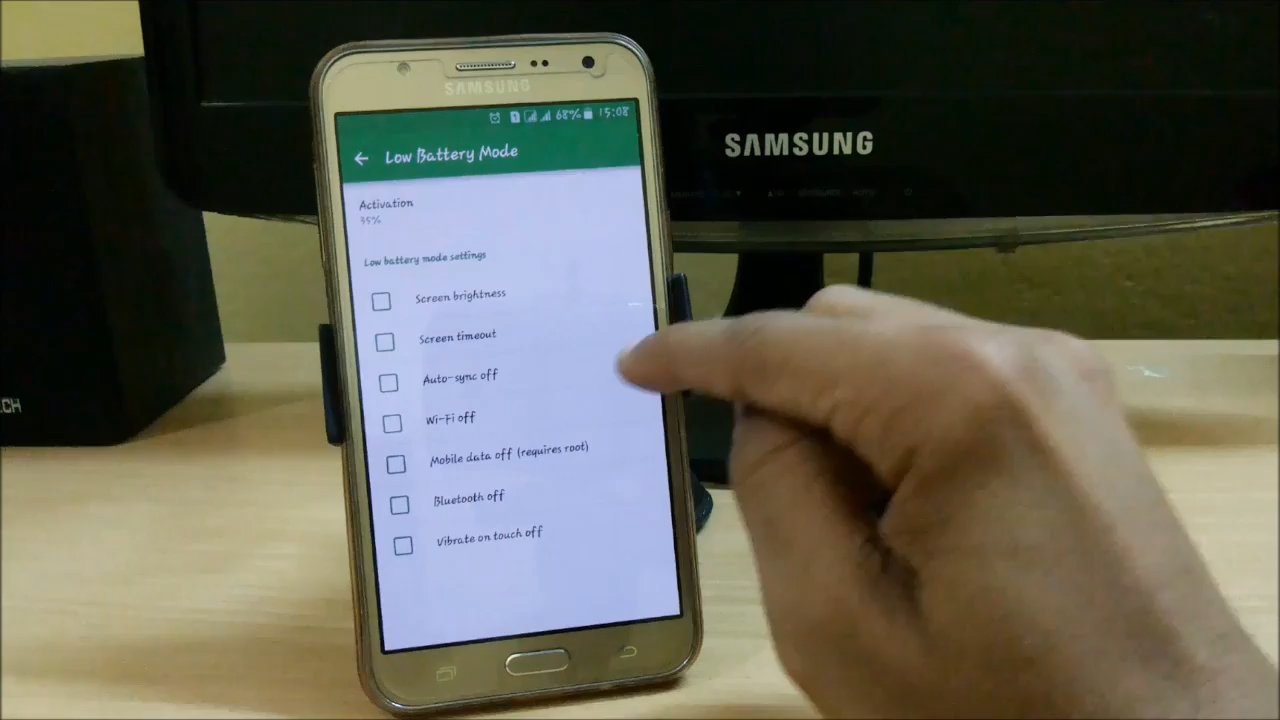 SAMSUNG
68% 15:08
Low Battery Mode
Activation
Low battery mode settings
Screen brightness
Screen timeout
Auto-sync off
Wi-Fi off
Mobile data off (requires root)
Bluetooth off
Vibrate on touch off
SAMSUNG
CH